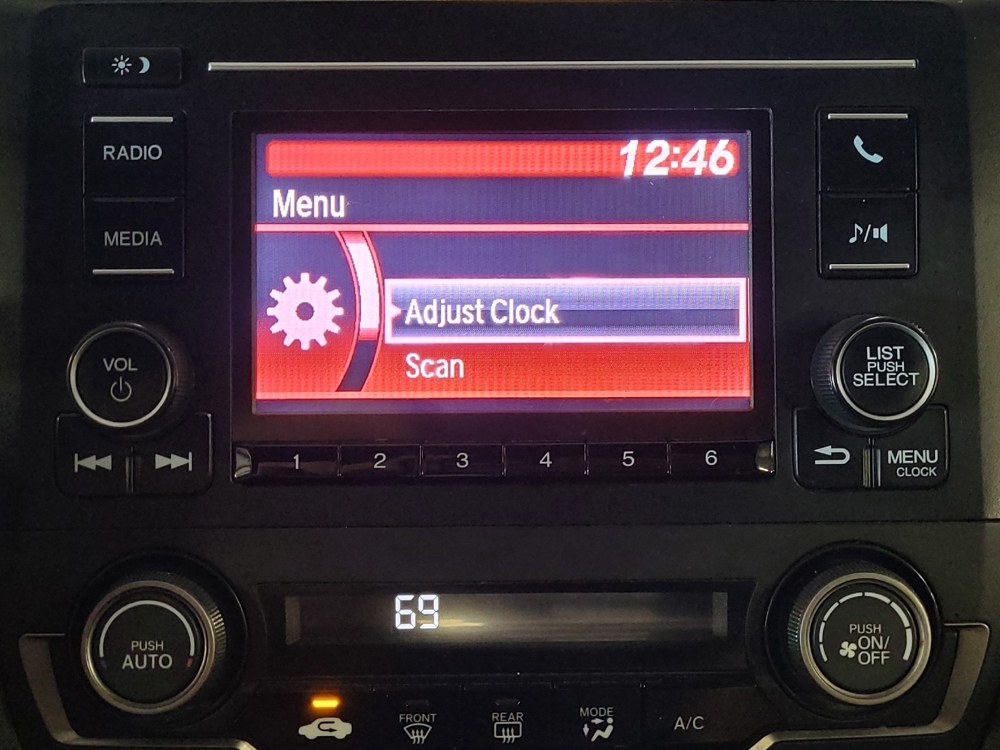 RADIO
MEDIA
12:46
Menu
Adjust Clock
Scan
VOL
LIST
PUSH
SELECT
1 2 3 4 5 6
MENU
CLOCK
69
PUSH
AUTO
PUSH
ON/
OFF
FRONT
REAR
MODE
A/C